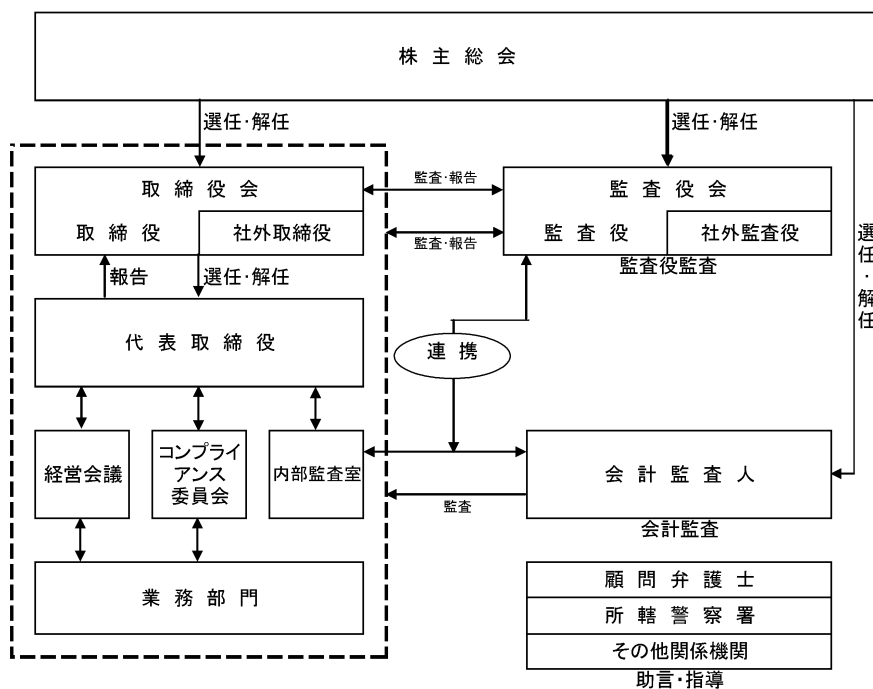 株主総会
選任・解任
選任・解任
取締役会
監査・報告
監査役会
取締役
社外取締役
監査・報告
監査役
社外監査役
選任・解任
監査役監査
報告
選任・解任
代表取締役
連携
経営会議
コンプライ
アンス
委員会
内部監査室
会計監査人
監査
会計監査
業務部門
顧問弁護士
所轄警察署
その他関係機関
助言・指導